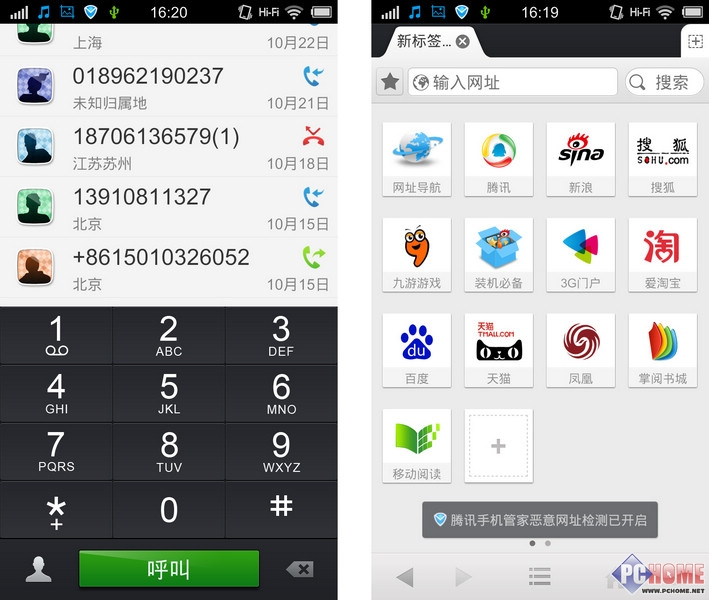 16:20
Hi-Fi
上海
10月22日
018962190237
未知归属地
10月21日
18706136579(1)
江苏苏州
10月18日
13910811327
北京
10月15日
+8615010326052
北京
10月15日
1
2
ABC
3
DEF
4
GHI
5
JKL
6
MNO
7
PQRS
8
TUV
9
WXYZ
*
+
0
#
呼叫
16:19
Hi-Fi
新标签...
输入网址
搜索
网址导航
腾讯
sina
新浪
搜狐
SOHU.com
搜狐
九游游戏
装机必备
3G门户
淘
爱淘宝
du
百度
天猫
TMALL.COM
天猫
凤凰
掌阅书城
移动阅读
+
腾讯手机管家恶意网址检测已开启
PCHOME
WWW.PCHOME.NET